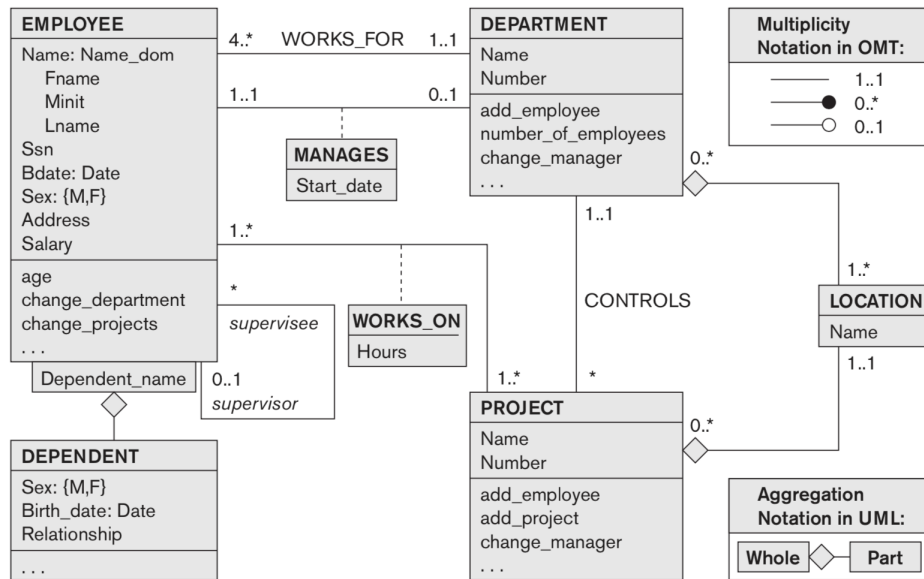 EMPLOYEE
Name: Name_dom
Fname
Minit
Lname
Ssn
Bdate: Date
Sex: {M,F}
Address
Salary
age
change_department
change_projects
. . .
Dependent_name
DEPENDENT
Sex: {M,F}
Birth_date: Date
Relationship
. . .
4..*
WORKS_FOR
1..1
1..1
0..1
MANAGES
Start_date
1..*
WORKS_ON
Hours
1..*
*
supervisee
0..1
supervisor
DEPARTMENT
Name
Number
add_employee
number_of_employees
change_manager
. . .
0..*
1..1
CONTROLS
*
1..*
LOCATION
Name
1..1
PROJECT
Name
Number
add_employee
add_project
change_manager
. . .
0..*
Multiplicity
Notation in OMT:
1..1
0..*
0..1
Aggregation
Notation in UML:
Whole
Part